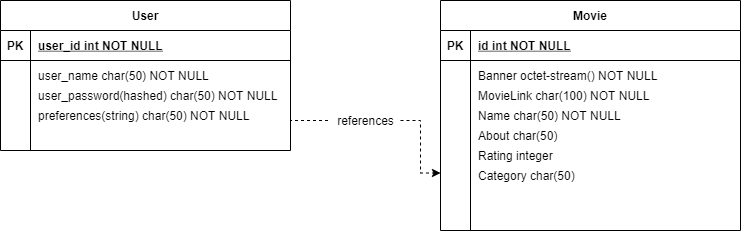 User
PK user_id int NOT NULL
user_name char(50) NOT NULL
user_password(hashed) char(50) NOT NULL
preferences(string) char(50) NOT NULL
references
Movie
PK id int NOT NULL
Banner octet-stream() NOT NULL
MovieLink char(100) NOT NULL
Name char(50) NOT NULL
About char(50)
Rating integer
Category char(50)